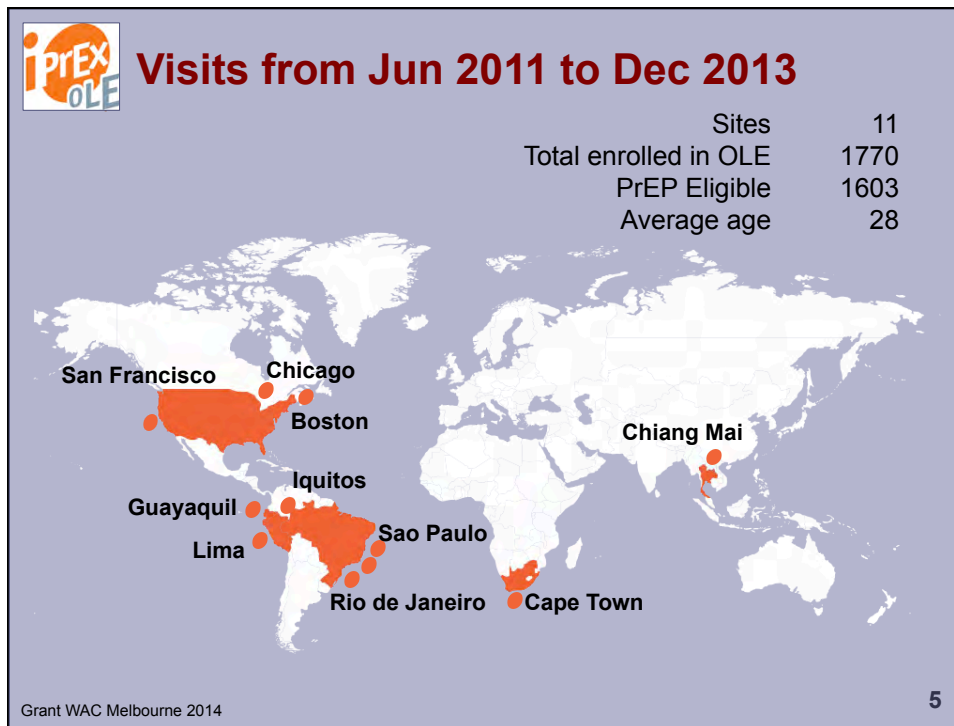 iPrEx
OLE
Visits from Jun 2011 to Dec 2013
Sites 11
Total enrolled in OLE 1770
PrEP Eligible 1603
Average age 28
San Francisco
Chicago
Boston
Chiang Mai
Iquitos
Guayaquil
Lima
Sao Paulo
Rio de Janeiro
Cape Town
Grant WAC Melbourne 2014
5